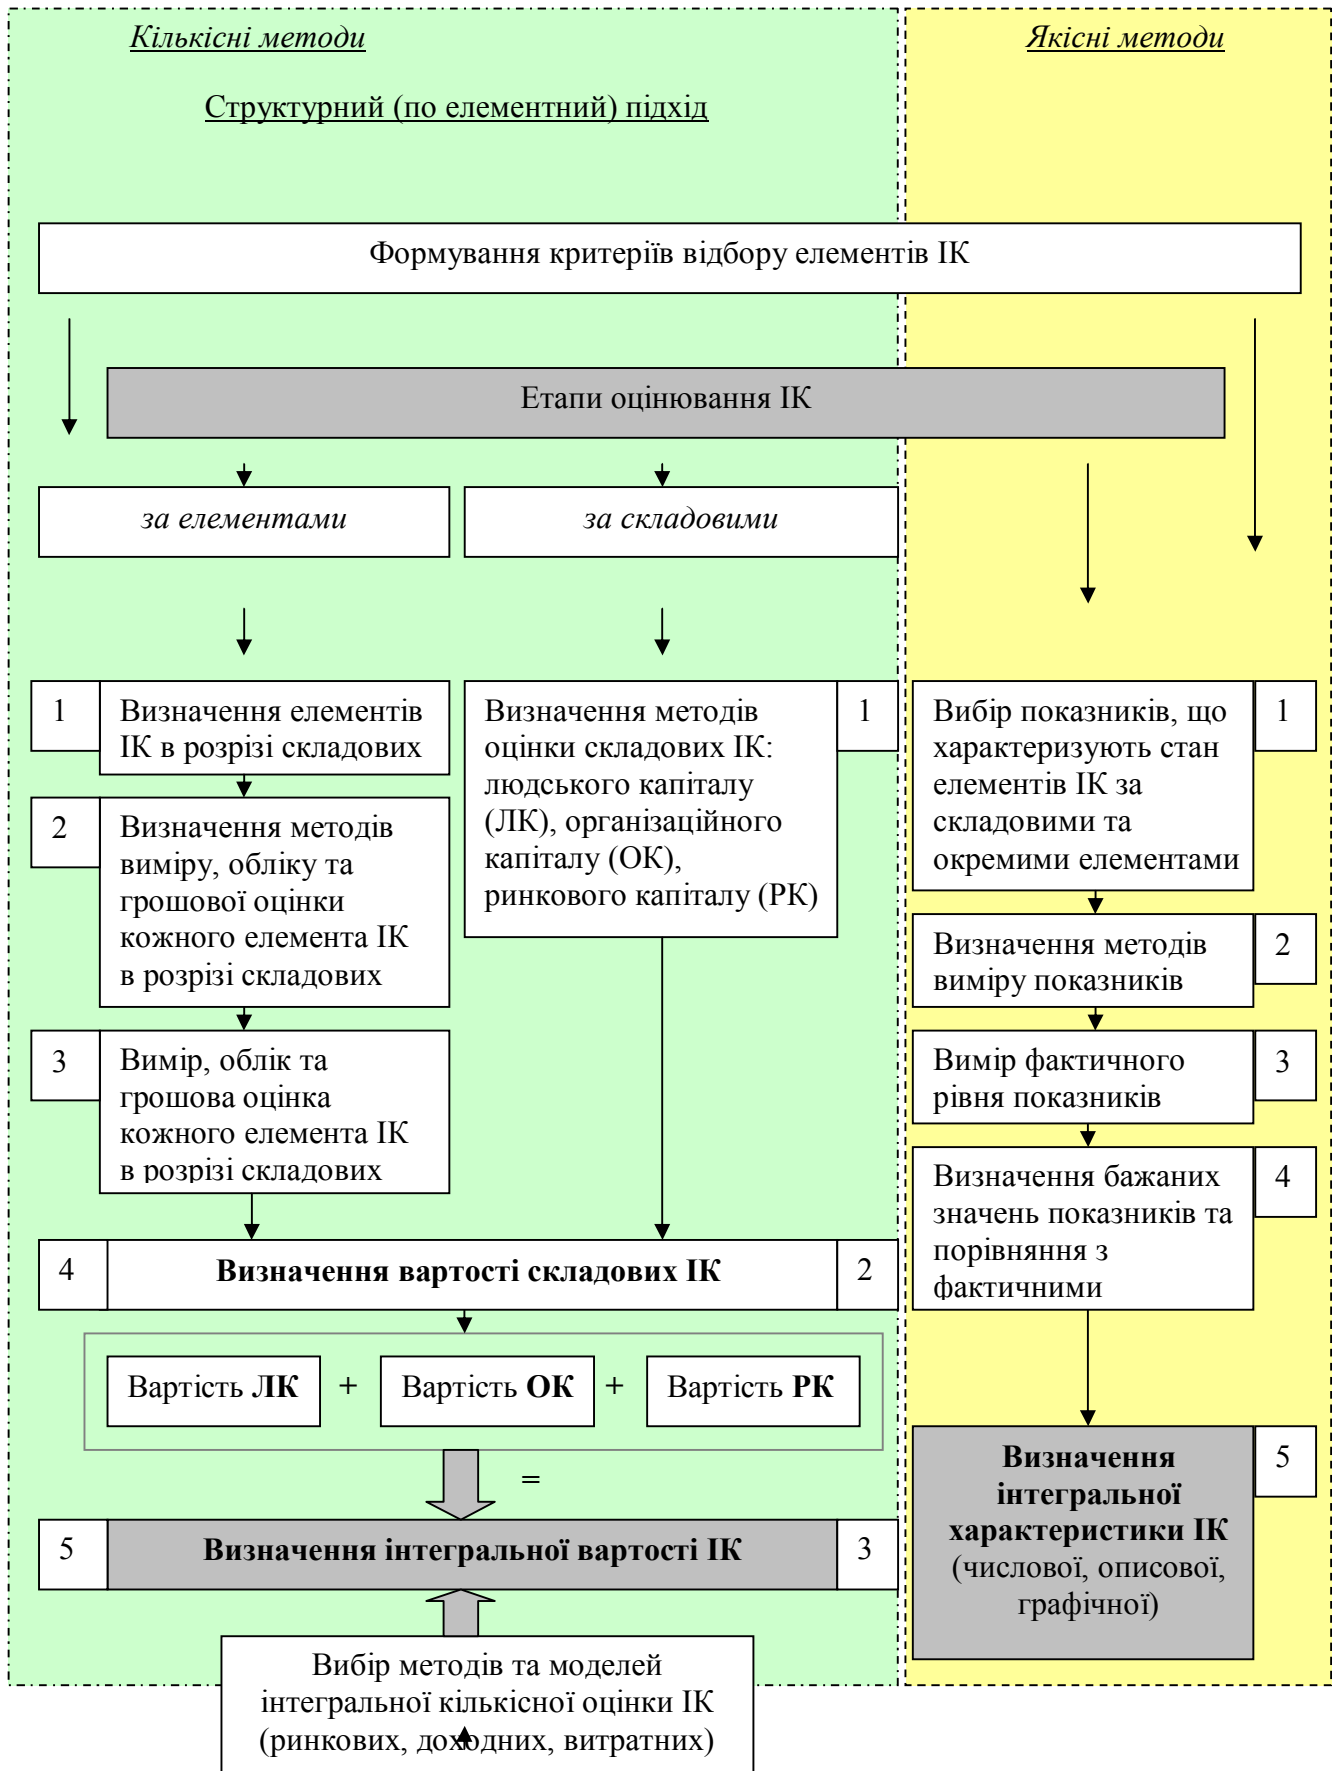 Кількісні методи
Якісні методи
Структурний (по елементний) підхід
Формування критеріїв відбору елементів ІК
Етапи оцінювання ІК
за елементами
за складовими
1
Визначення елементів
ІК в розрізі складових
2
Визначення методів
виміру, обліку та
грошової оцінки
кожного елемента ІК
в розрізі складових
3
Вимір, облік та
грошова оцінка
кожного елемента ІК
в розрізі складових
Визначення методів
оцінки складових ІК:
людського капіталу
(ЛК), організаційного
капіталу (ОК),
ринкового капіталу (РК)
1
4
Визначення вартості складових ІК
2
Вартість ЛК
+
Вартість ОК
+
Вартість РК
=
5
Визначення інтегральної вартості ІК
3
Вибір методів та моделей
інтегральної кількісної оцінки ІК
(ринкових, доходних, витратних)
Вибір показників, що
характеризують стан
елементів ІК за
складовими та
окремими елементами
1
Визначення методів
виміру показників
2
Вимір фактичного
рівня показників
3
Визначення бажаних
значень показників та
порівняння з
фактичними
4
Визначення
інтегральної
характеристики ІК
(числової, описової,
графічної)
5